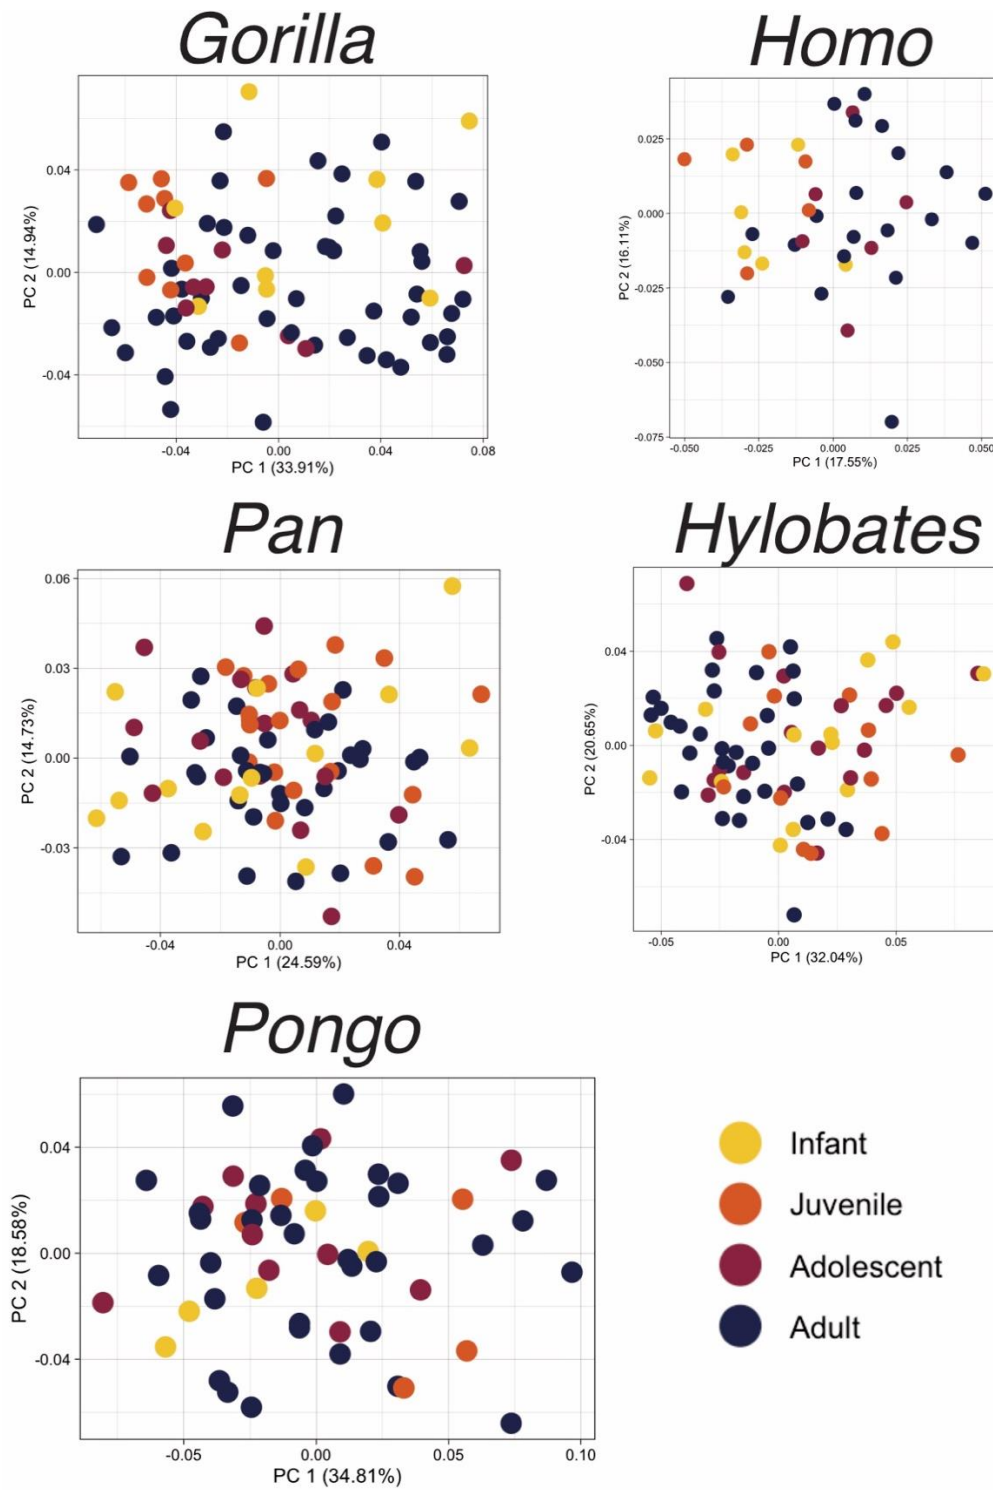 Gorilla
PC 2 (14.94%)
0.04
0.00
-0.04
-0.04
0.00
0.04
0.08
PC 1 (33.91%)
Homo
PC 2 (16.11%)
0.025
0.000
-0.025
-0.050
-0.075
-0.050
-0.025
0.000
0.025
0.050
PC 1 (17.55%)
Pan
PC 2 (14.73%)
0.06
0.03
0.00
-0.03
-0.04
0.00
0.04
PC 1 (24.59%)
Hylobates
PC 2 (20.65%)
0.04
0.00
-0.04
-0.05
0.00
0.05
PC 1 (32.04%)
Pongo
PC 2 (18.58%)
0.04
0.00
-0.04
-0.05
0.00
0.05
0.10
PC 1 (34.81%)
Infant
Juvenile
Adolescent
Adult